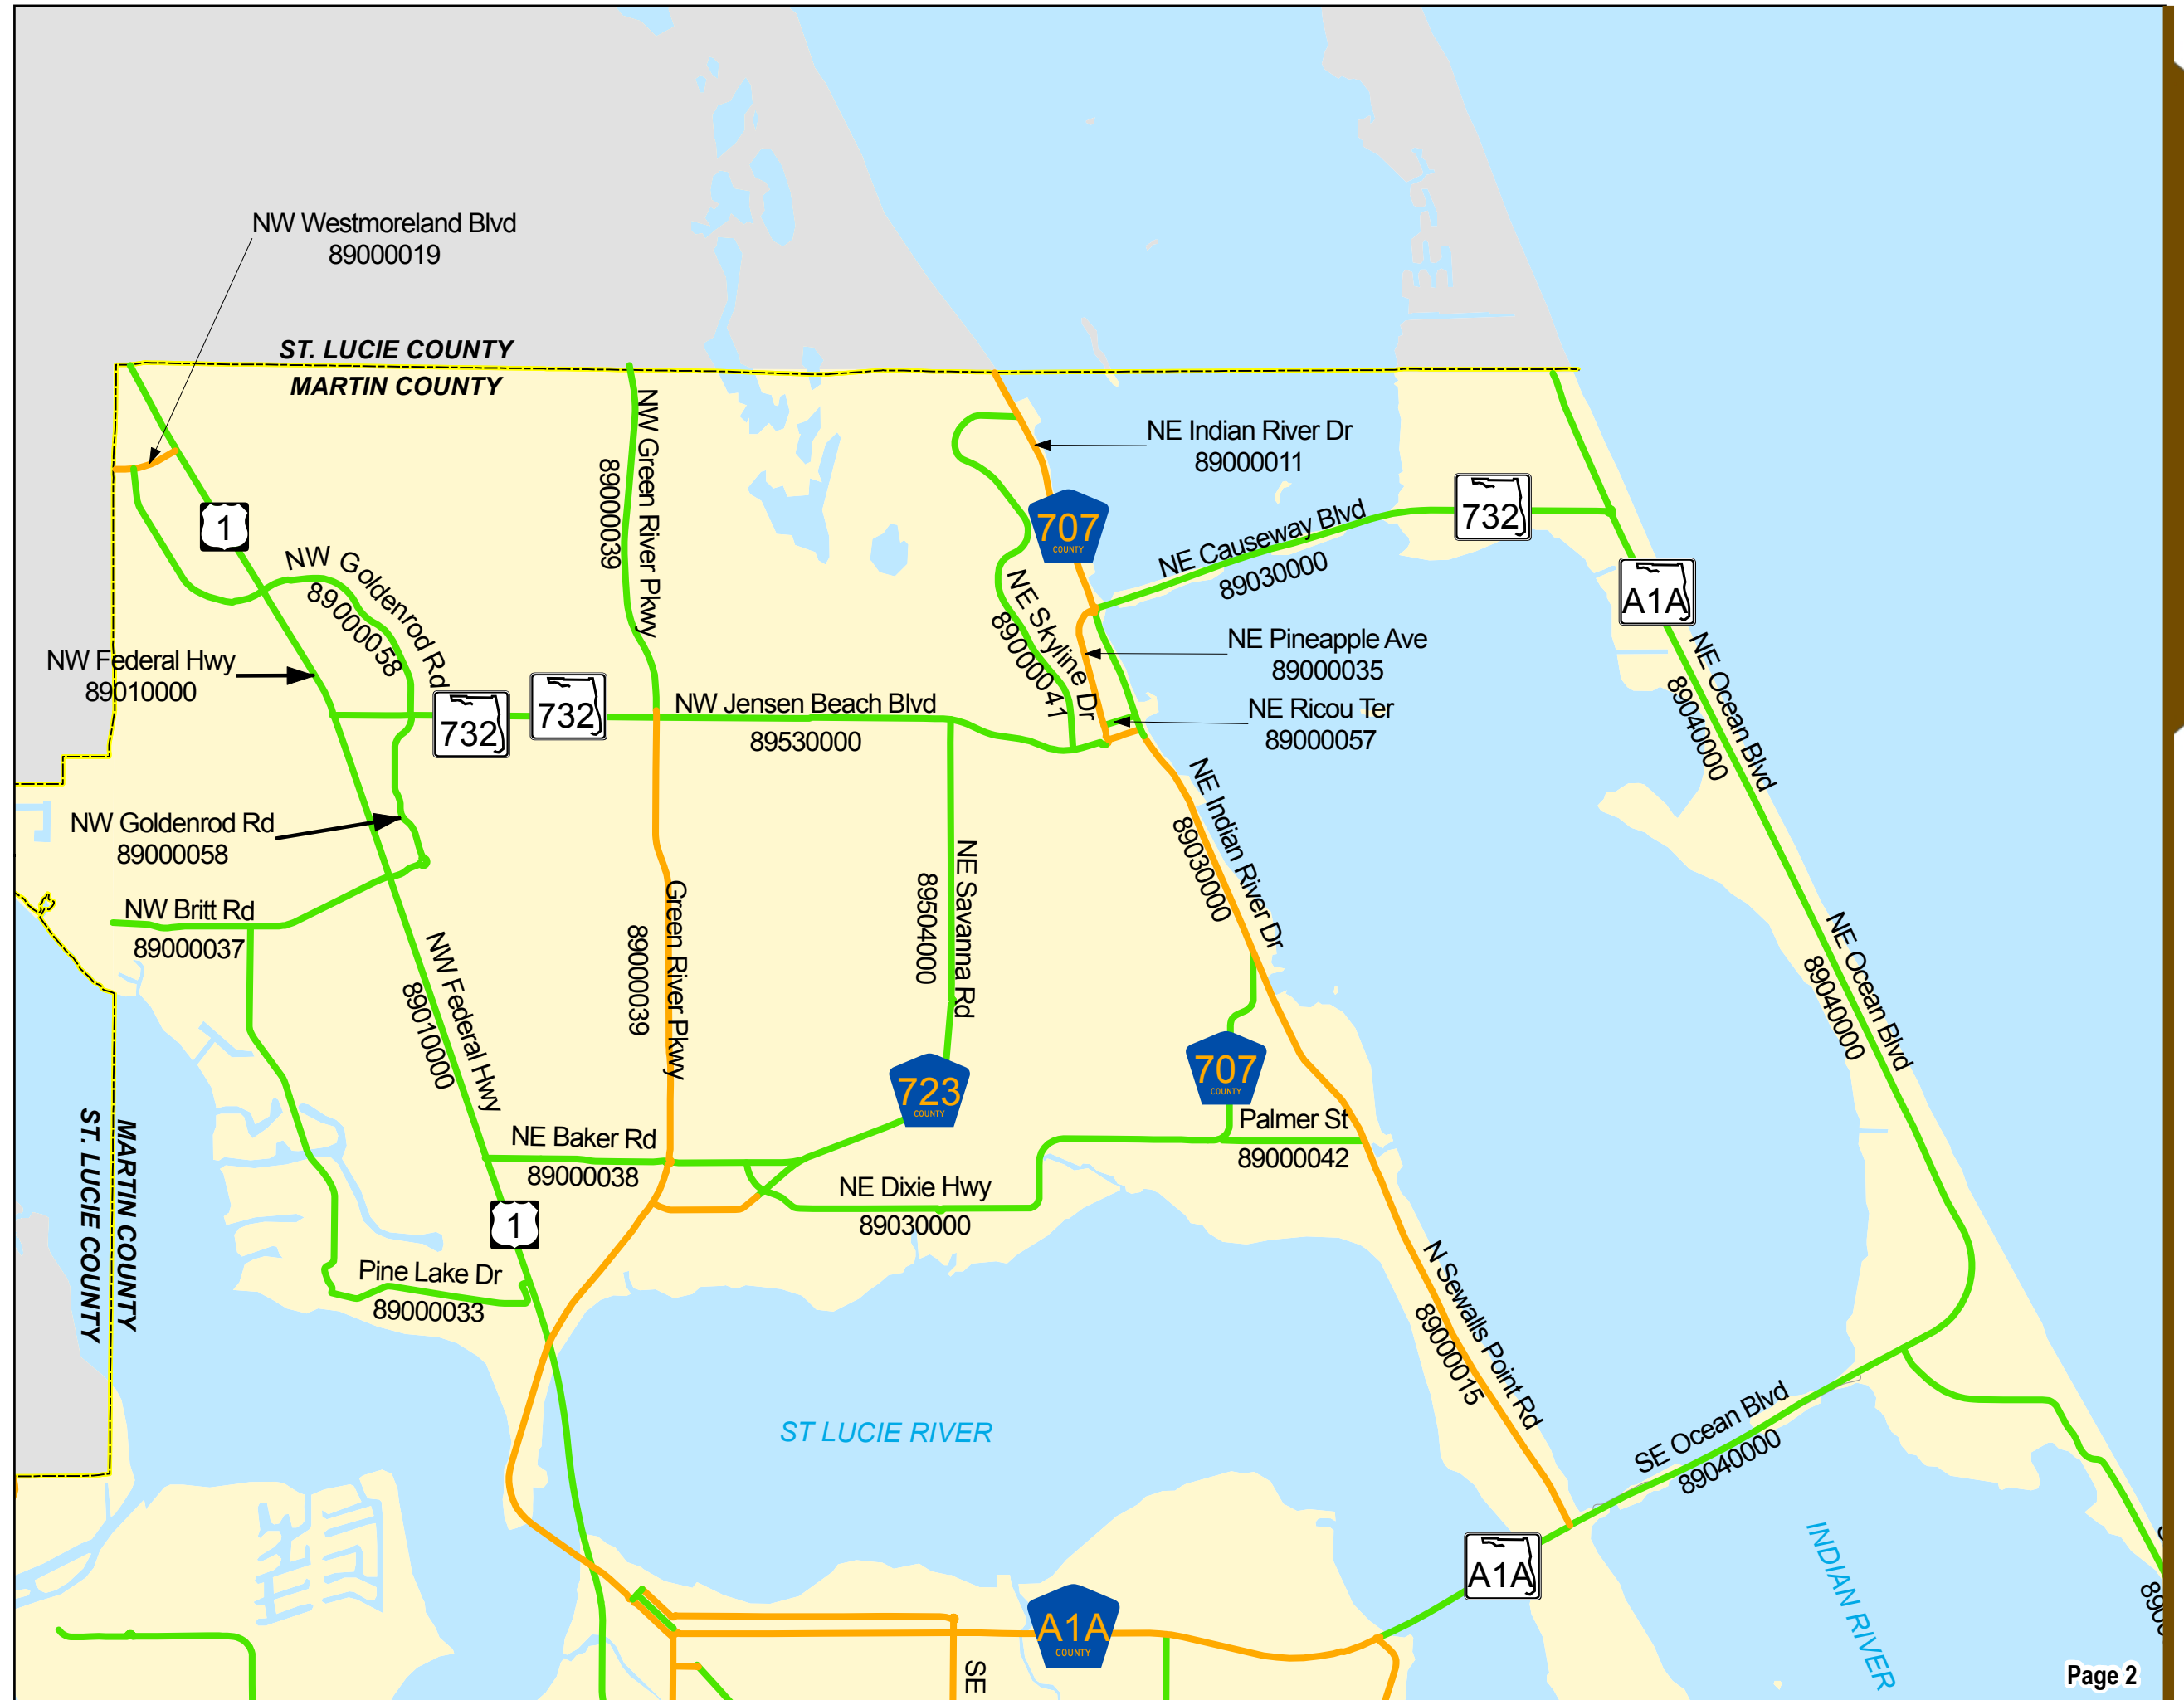 NW Westmoreland Blvd
89000019
ST. LUCIE COUNTY
MARTIN COUNTY
NW Green River Pkwy
89000039
NE Indian River Dr
89000011
1
707
COUNTY
732
NE Causeway Blvd
89030000
A1A
NW Goldenrod Rd
89000058
NE Skyline Dr
89000041
NE Pineapple Ave
89000035
NW Federal Hwy
89010000
NE Ocean Blvd
89040000
732
732
NW Jensen Beach Blvd
89530000
NE Ricou Ter
89000057
NE Indian River Dr
89030000
NW Goldenrod Rd
89000058
NE Savanna Rd
89504000
Green River Pkwy
89000039
NW Britt Rd
89000037
NW Federal Hwy
89010000
NE Ocean Blvd
89040000
707
COUNTY
723
COUNTY
MARTIN COUNTY
ST. LUCIE COUNTY
NE Baker Rd
89000038
Palmer St
89000042
NE Dixie Hwy
89030000
1
Pine Lake Dr
89000033
N Sewalls Point Rd
89000015
SE Ocean Blvd
89040000
ST LUCIE RIVER
A1A
INDIAN RIVER
A1A
COUNTY
SE
Page 2